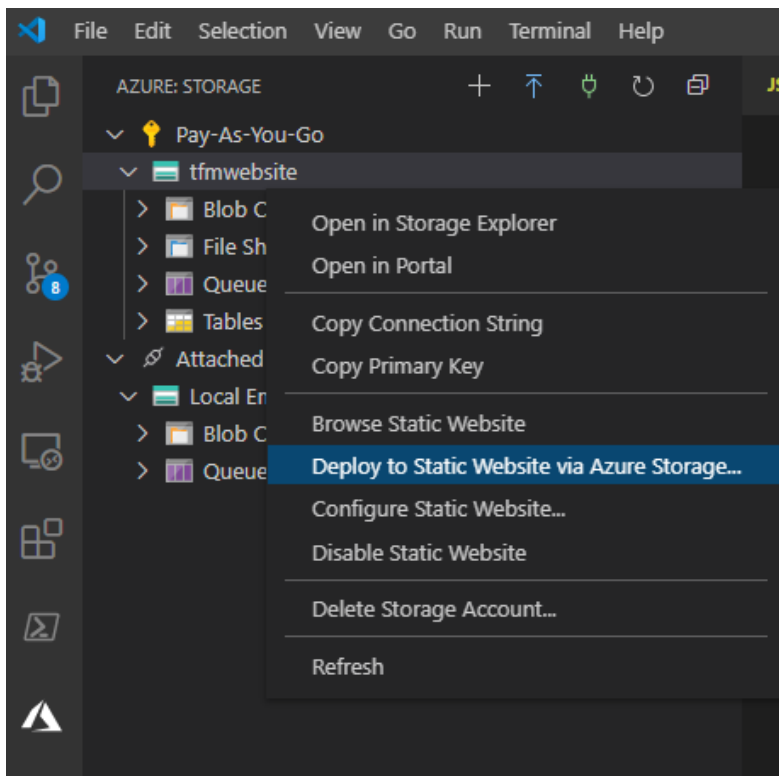 File Edit Selection View Go Run Terminal Help
AZURE: STORAGE
JS
Pay-As-You-Go
tfmwebsite
Blob C
File Sh
Queue
Tables
Attached
Local Em
Blob C
Queue
Open in Storage Explorer
Open in Portal
Copy Connection String
Copy Primary Key
Browse Static Website
Deploy to Static Website via Azure Storage...
Configure Static Website...
Disable Static Website
Delete Storage Account...
Refresh
8